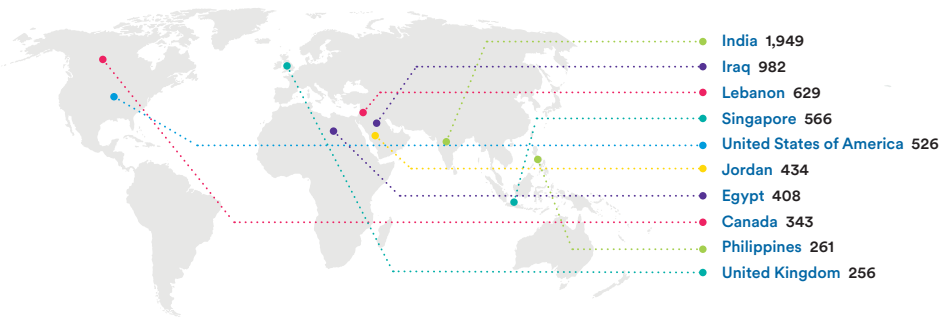 India 1,949
Iraq 982
Lebanon 629
Singapore 566
United States of America 526
Jordan 434
Egypt 408
Canada 343
Philippines 261
United Kingdom 256